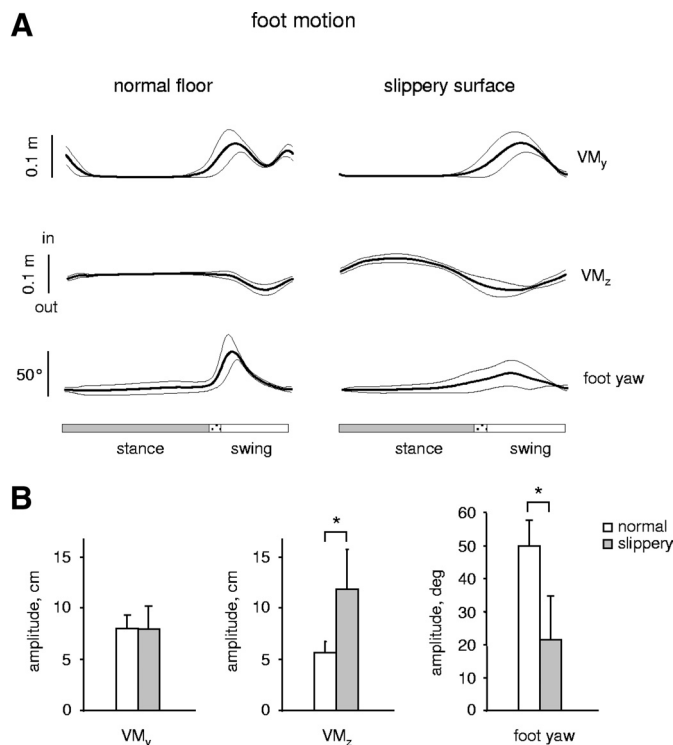 A
foot motion
normal floor
slippery surface
0.1 m
VMy
in
0.1 m
out
VMz
50°
foot yaw
stance
swing
stance
swing
B
*
*
normal
slippery
amplitude, cm
15
10
5
0
VMy
amplitude, cm
15
10
5
0
VMz
amplitude, deg
60
50
40
30
20
10
0
foot yaw